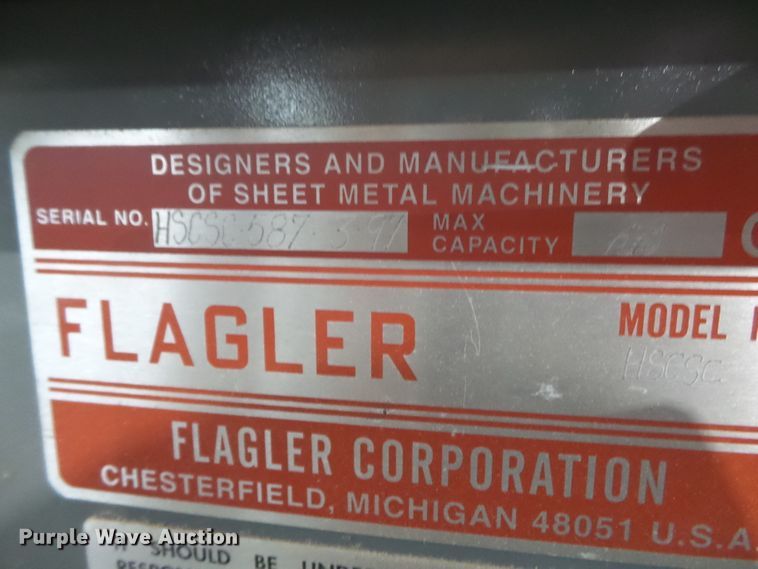 DESIGNERS AND MANUFACTURERS
OF SHEET METAL MACHINERY
SERIAL NO. HSCSC 587-5-97 MAX
CAPACITY
FLAGLER MODEL
HSCSC
FLAGLER CORPORATION
CHESTERFIELD, MICHIGAN 48051 U.S.A.
Purple Wave Auction
SHOULD BE